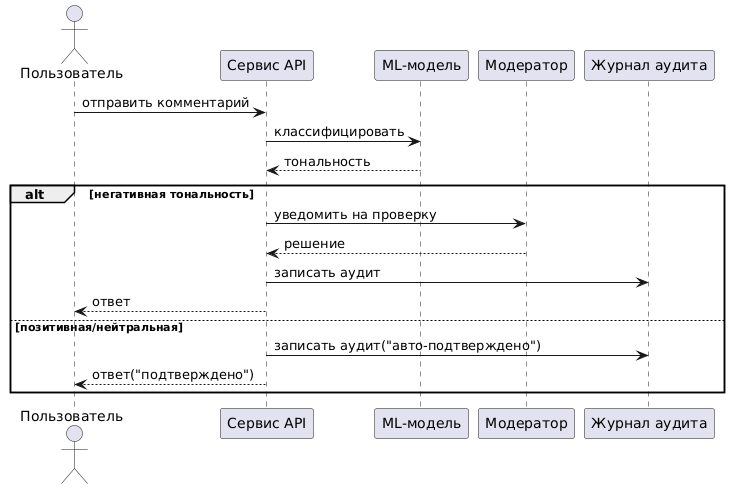 Пользователь
Сервис API
ML-модель
Модератор
Журнал аудита
отправить комментарий
классифицировать
тональность
alt
[негативная тональность]
уведомить на проверку
решение
записать аудит
ответ
[позитивная/нейтральная]
записать аудит("авто-подтверждено")
ответ("подтверждено")
Пользователь
Сервис API
ML-модель
Модератор
Журнал аудита